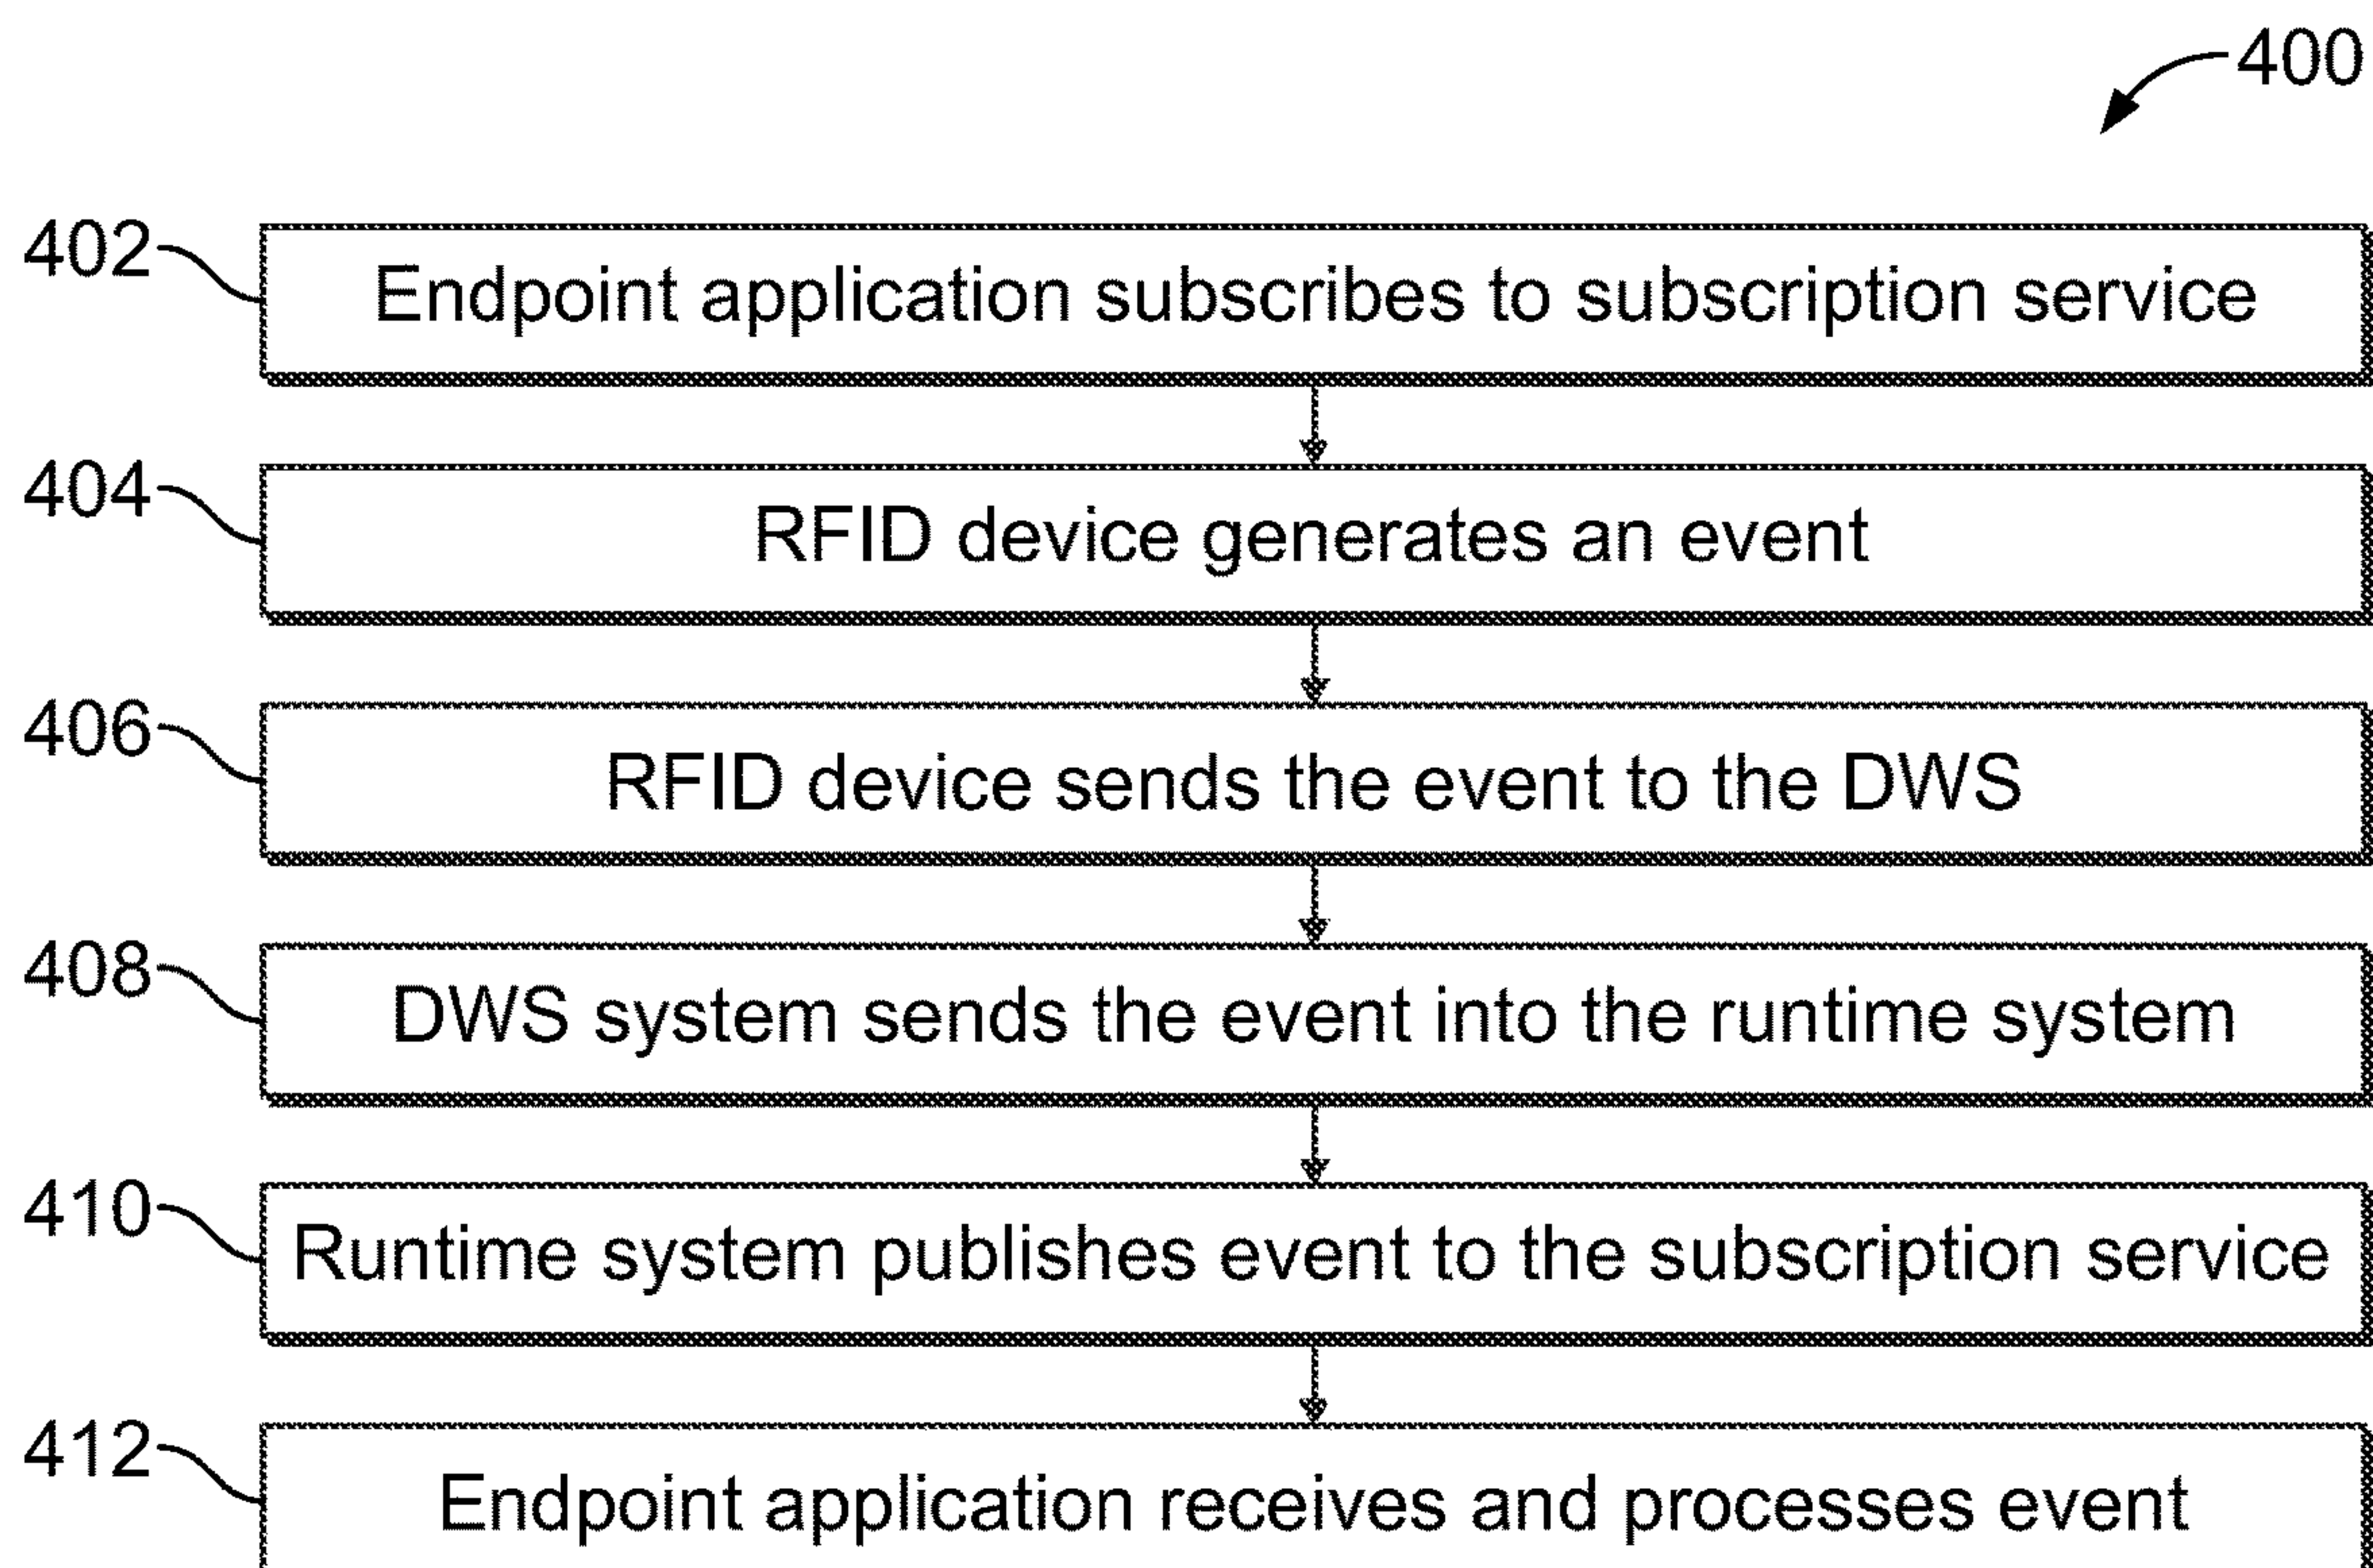 400
402 Endpoint application subscribes to subscription service
404 RFID device generates an event
406 RFID device sends the event to the DWS
408 DWS system sends the event into the runtime system
410 Runtime system publishes event to the subscription service
412 Endpoint application receives and processes event